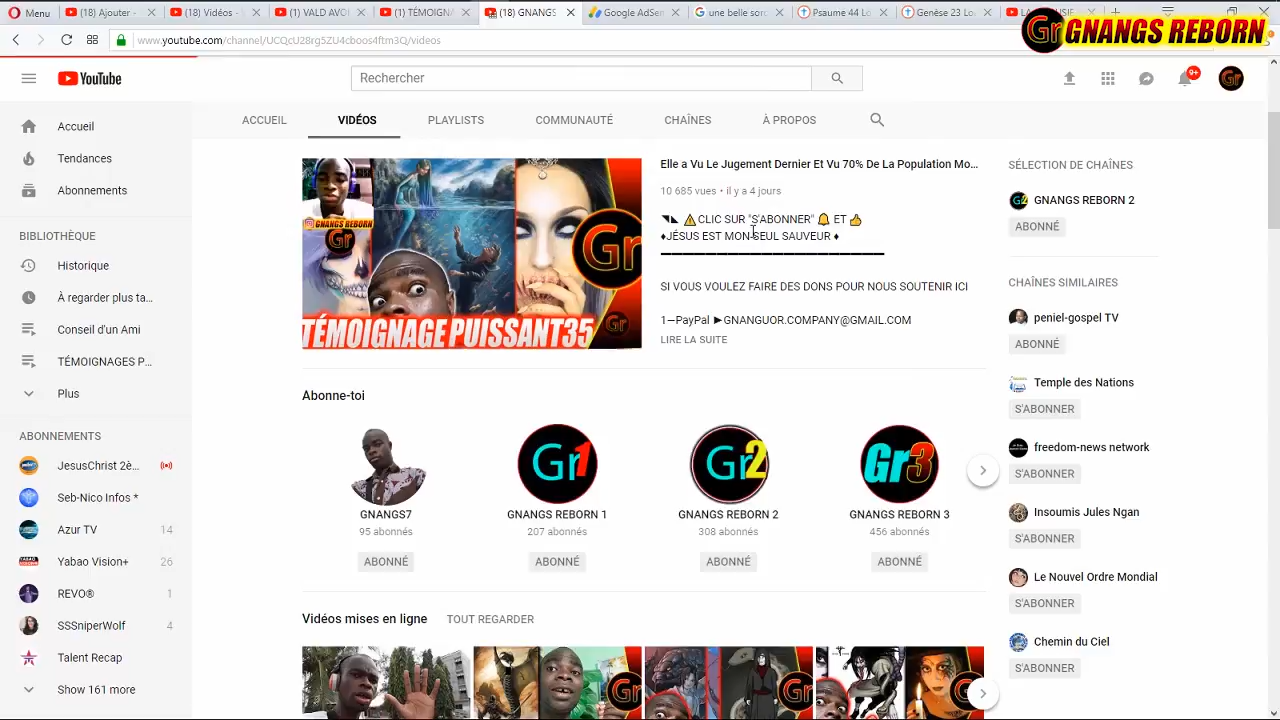 Menu
(18) Ajouter -
(18) Vidéos -
(1) VALD AVO
(1) TÉMOIGNA
(18) GNANGS
Google AdSen
une belle sorc
Psaume 44 Lo
Genèse 23 Lo
www.youtube.com/channel/UCQcU28rg5ZU4cboos4ftm3Q/videos
Gr GNANGS REBORN
YouTube
Rechercher
9+
Gr
Accueil
Tendances
Abonnements
BIBLIOTHÈQUE
Historique
À regarder plus ta...
Conseil d'un Ami
TÉMOIGNAGES P...
Plus
ABONNEMENTS
JesusChrist 2è...
Seb-Nico Infos *
Azur TV 14
Yabao Vision+ 26
REVO® 1
SSSniperWolf 4
Talent Recap
Show 161 more
ACCUEIL VIDÉOS PLAYLISTS COMMUNAUTÉ CHAÎNES À PROPOS
GNANGS REBORN
Gr
Gr
TÉMOIGNAGE PUISSANT35
Gr
Elle a Vu Le Jugement Dernier Et Vu 70% De La Population Mo...
10 685 vues • il y a 4 jours
◥◣ ⚠CLIC SUR "S'ABONNER" 🔔 ET 👍
♦JÉSUS EST MON SEUL SAUVEUR ♦
SI VOUS VOULEZ FAIRE DES DONS POUR NOUS SOUTENIR ICI
1—PayPal ►GNANGUOR.COMPANY@GMAIL.COM
LIRE LA SUITE
Abonne-toi
Gr1
Gr2
Gr3
GNANGS7
95 abonnés
ABONNÉ
GNANGS REBORN 1
207 abonnés
ABONNÉ
GNANGS REBORN 2
308 abonnés
ABONNÉ
GNANGS REBORN 3
456 abonnés
ABONNÉ
Vidéos mises en ligne TOUT REGARDER
Gr
Gr
Gr
SÉLECTION DE CHAÎNES
GNANGS REBORN 2
ABONNÉ
CHAÎNES SIMILAIRES
peniel-gospel TV
ABONNÉ
Temple des Nations
S'ABONNER
freedom-news network
S'ABONNER
Insoumis Jules Ngan
S'ABONNER
Le Nouvel Ordre Mondial
S'ABONNER
Chemin du Ciel
S'ABONNER